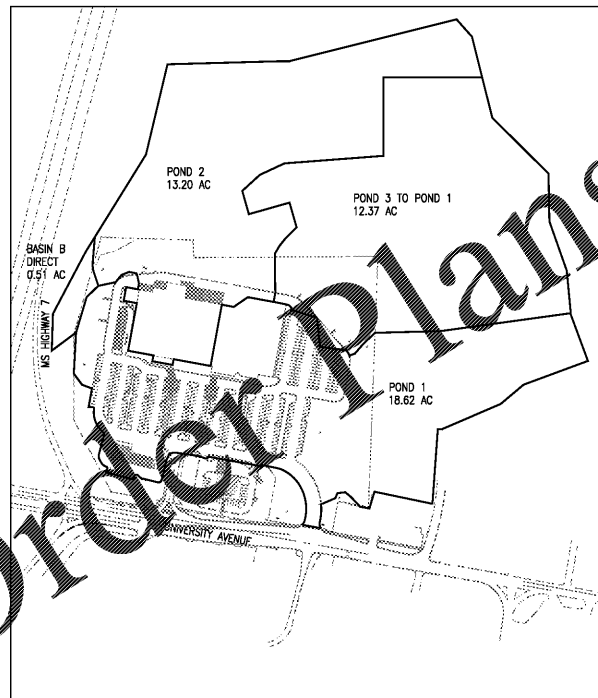 POND 2
13.20 AC
POND 3 TO POND 1
12.37 AC
BASIN B
DIRECT
0.51 AC
MS HIGHWAY 7
POND 1
18.62 AC
UNIVERSITY AVENUE
Order Plans